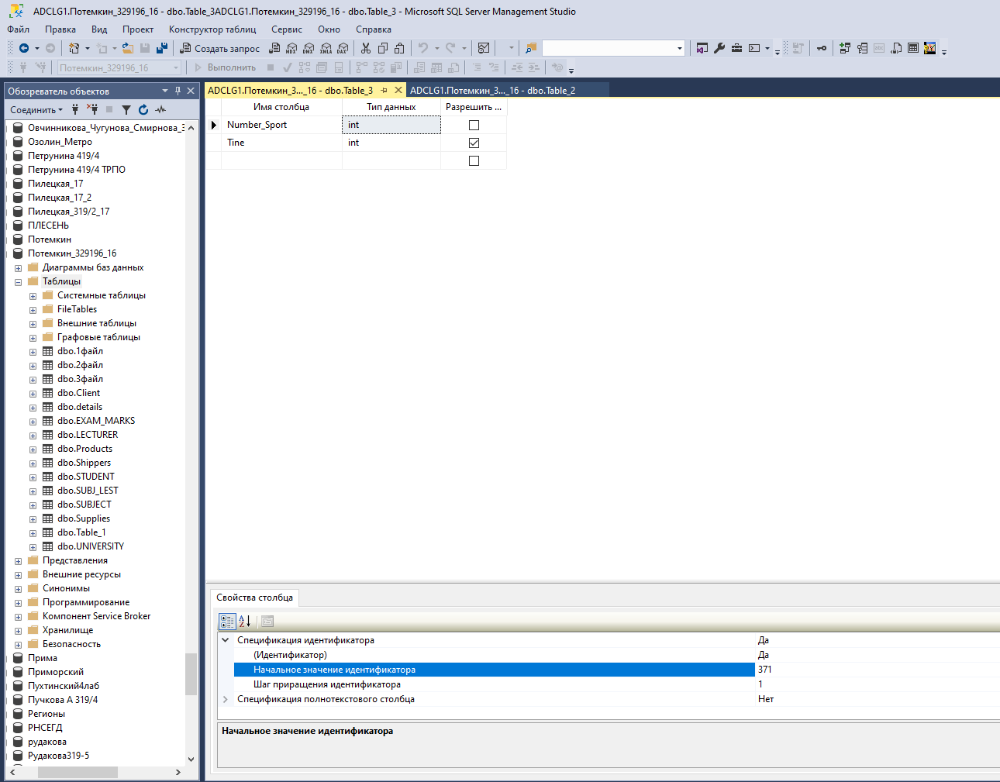 ADCLG1.Потемкин_329196_16 - dbo.Table_3ADCLG1.Потемкин_329196_16 - dbo.Table_3 - Microsoft SQL Server Management Studio
Файл Правка Вид Проект Конструктор таблиц Сервис Окно Справка
Создать запрос MDX DMX XMLA DAX
Потемкин_329196_16 Выполнить
Обозреватель объектов
Соединить
Овчинникова_Чугунова_Смирнова_3
Озолин_Метро
Петрунина 419/4
Петрунина 419/4 ТРПО
Пилецкая_17
Пилецкая_17_2
Пилецкая_319/2_17
ПЛЕСЕНЬ
Потемкин
Потемкин_329196_16
Диаграммы баз данных
Таблицы
Системные таблицы
FileTables
Внешние таблицы
Графовые таблицы
dbo.1файл
dbo.2файл
dbo.3файл
dbo.Client
dbo.details
dbo.EXAM_MARKS
dbo.LECTURER
dbo.Products
dbo.Shippers
dbo.STUDENT
dbo.SUBJ_LEST
dbo.SUBJECT
dbo.Supplies
dbo.Table_1
dbo.UNIVERSITY
Представления
Внешние ресурсы
Синонимы
Программирование
Компонент Service Broker
Хранилище
Безопасность
Прима
Приморский
Пухтинский4лаб
Пучкова А 319/4
Регионы
РНСЕГД
рудакова
Рудакова319-5
ADCLG1.Потемкин_3..._16 - dbo.Table_3 ADCLG1.Потемкин_3..._16 - dbo.Table_2
Имя столбца Тип данных Разрешить ...
Number_Sport int
Tine int
Свойства столбца
Спецификация идентификатора Да
(Идентификатор) Да
Начальное значение идентификатора 371
Шаг приращения идентификатора 1
Спецификация полнотекстового столбца Нет
Начальное значение идентификатора